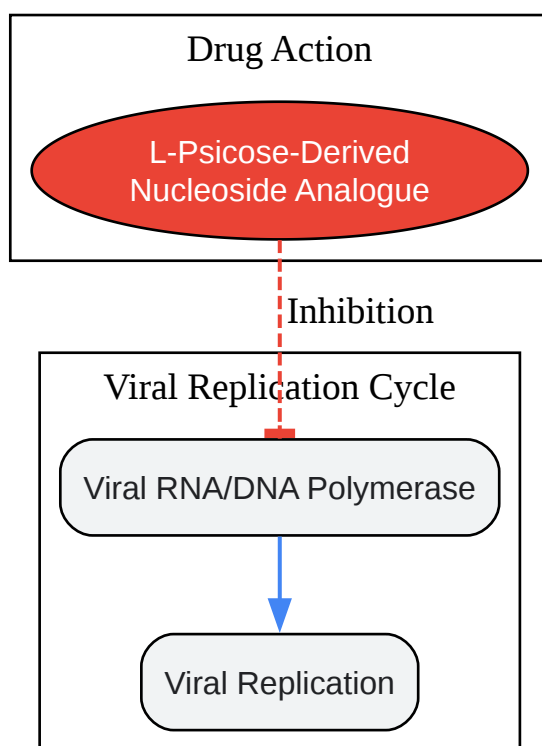 Drug Action
L-Psicose-Derived
Nucleoside Analogue
Inhibition
Viral Replication Cycle
Viral RNA/DNA Polymerase
Viral Replication